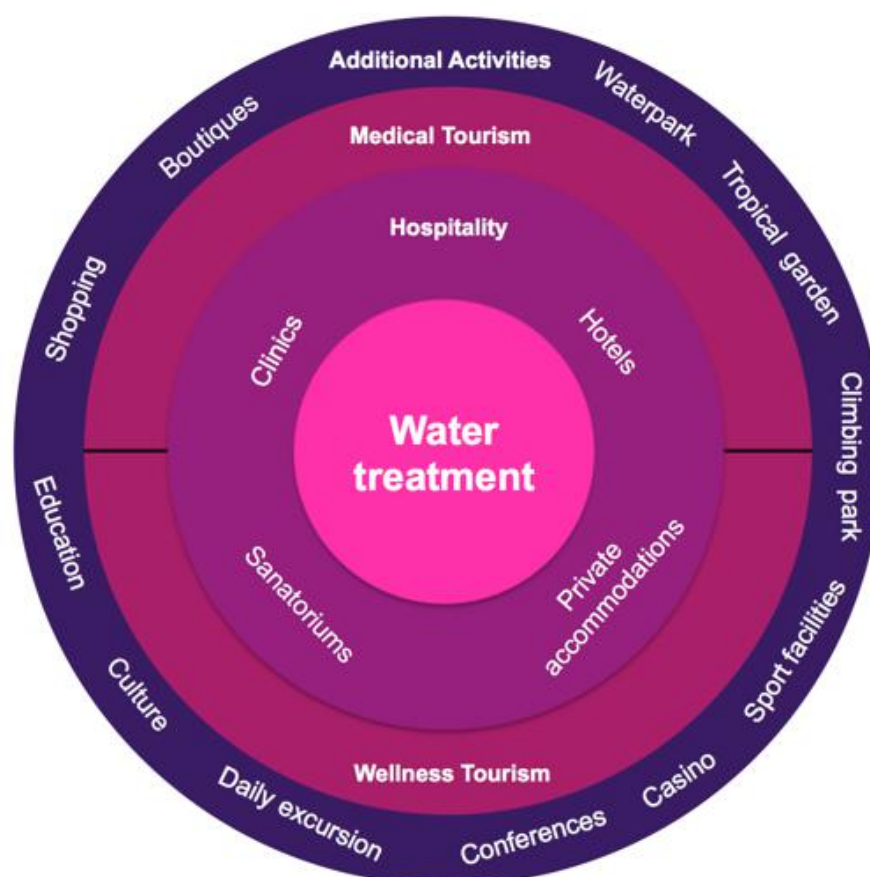 Additional Activities
Waterpark
Tropical garden
Climbing park
Sport facilities
Casino
Conferences
Daily excursion
Culture
Education
Shopping
Boutiques
Medical Tourism
Wellness Tourism
Hospitality
Hotels
Private
accommodations
Sanatoriums
Clinics
Water
treatment